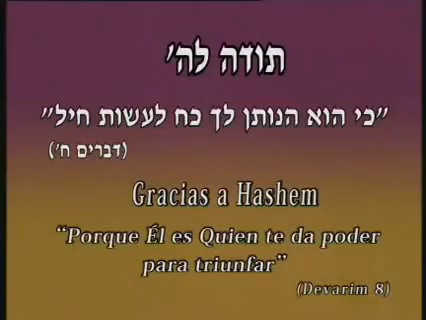 תודה לה'
"כי הוא הנותן לך כח לעשות חיל"
(דברים ח')
Gracias a Hashem
"Porque Él es Quien te da poder
para triunfar"
(Devarim 8)